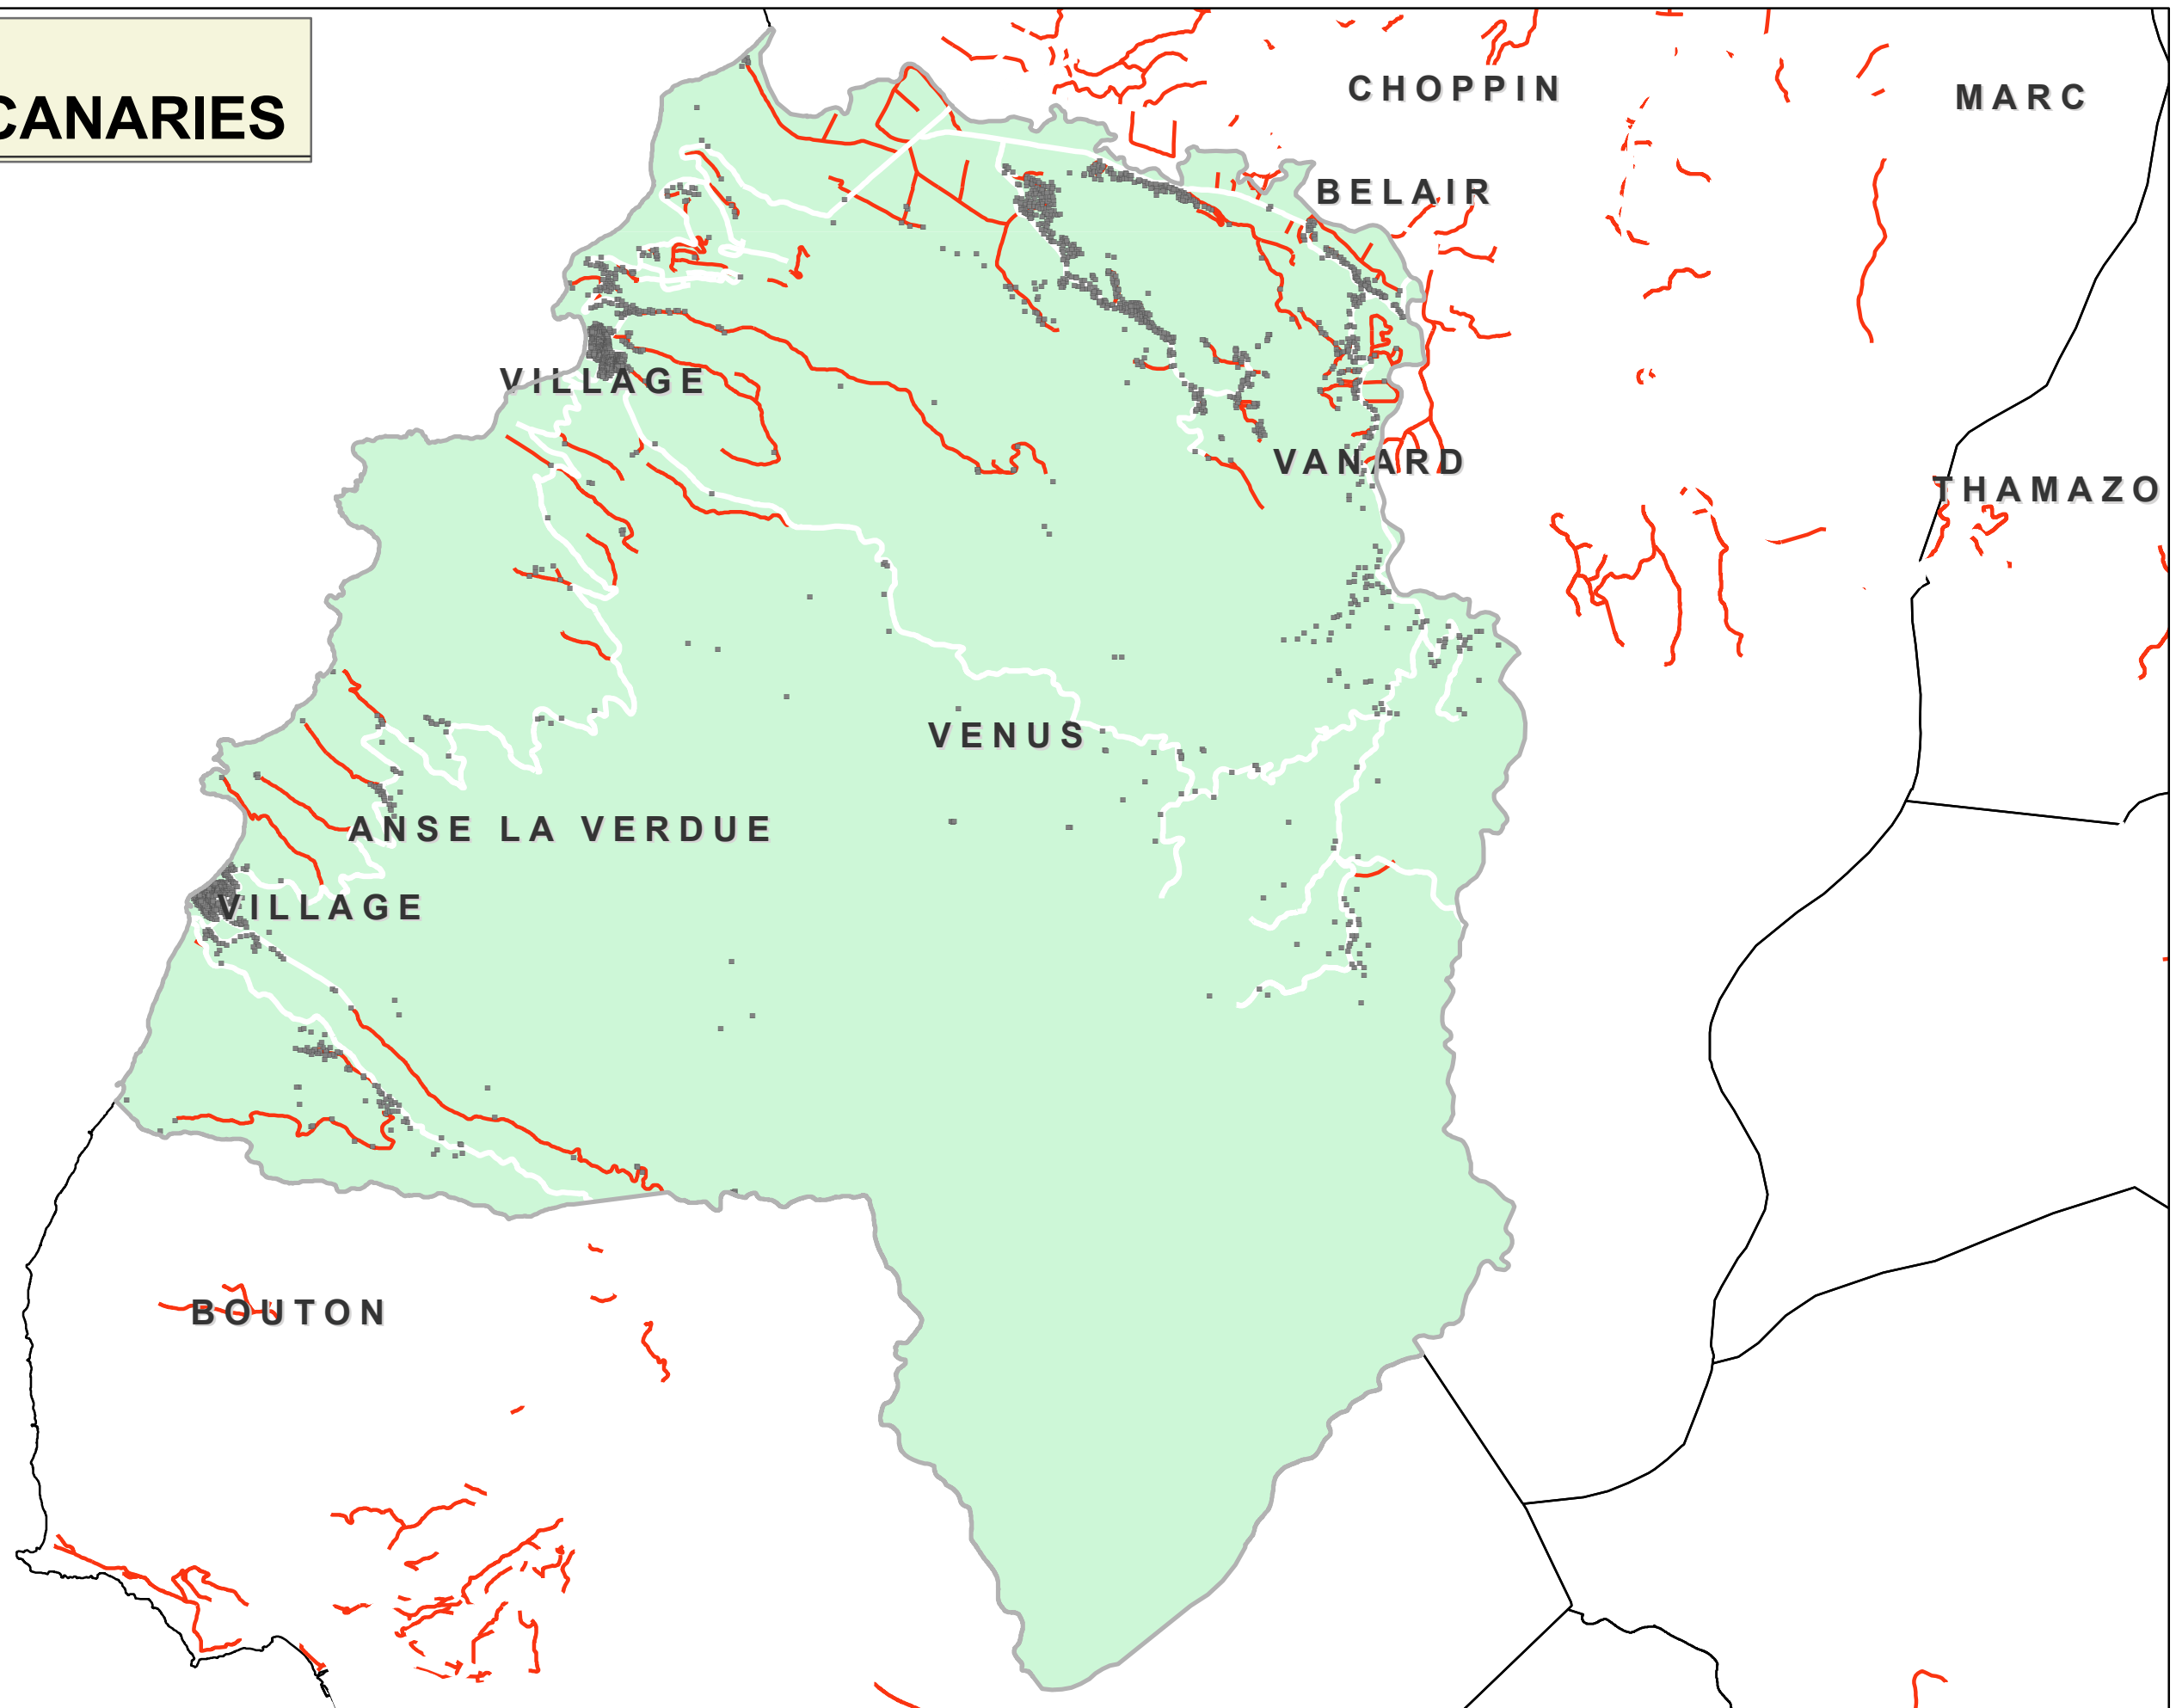 CANARIES
CHOPPIN
MARC
BELAIR
VILLAGE
VANARD
THAMAZO
VENUS
ANSE LA VERDUE
VILLAGE
BOUTON